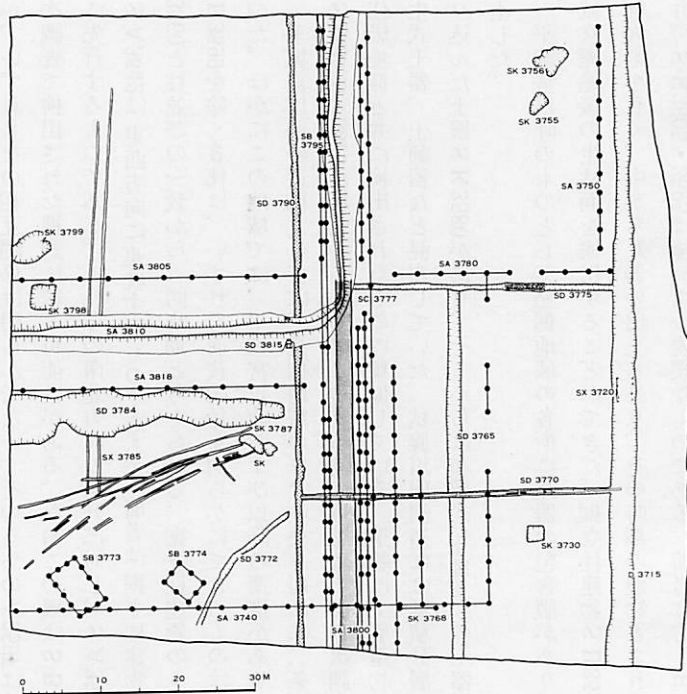 SK 3756
SK 3755
SB 3795
SD 3790
SA 3750
SK 3799
SA 3805
SA 3780
SK 3798
SC 3777
SD 3775
SA 3810
SD 3815
SA 3818
SX 3720
SD 3784
SK 3787
SD 3765
SX 3785
SK
SD 3770
SK 3730
SB 3773
SB 3774
SD 3772
D 3715
SA 3740
SK 3768
SA 3800
0 10 20 30 M